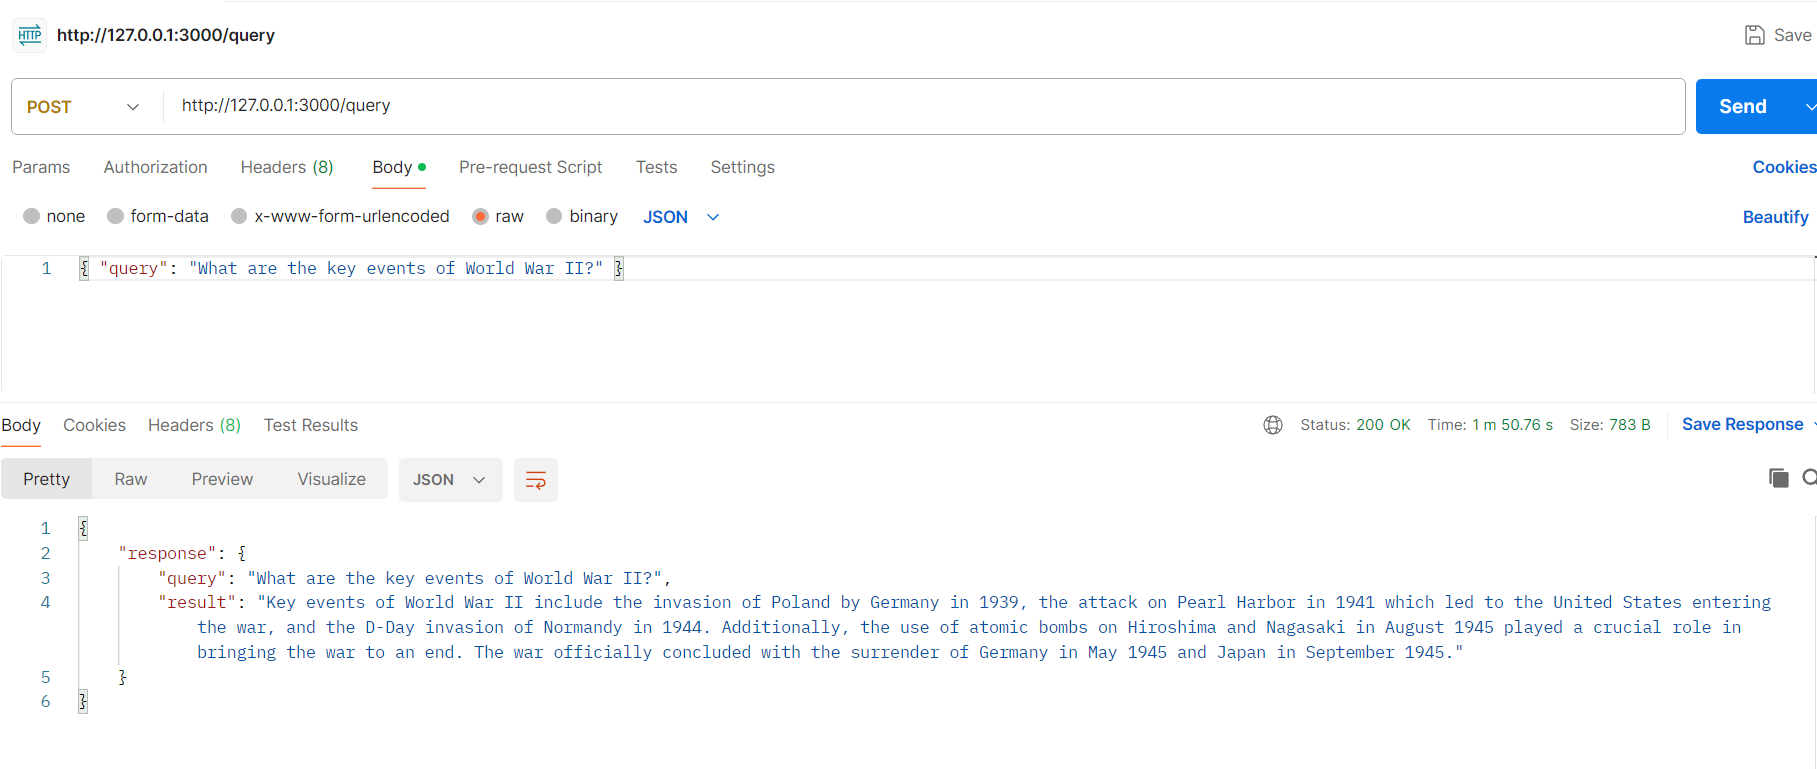 HTTP http://127.0.0.1:3000/query Save
POST http://127.0.0.1:3000/query Send
Params Authorization Headers (8) Body Pre-request Script Tests Settings Cookies
none form-data x-www-form-urlencoded raw binary JSON Beautify
1 { "query": "What are the key events of World War II?" }
Body Cookies Headers (8) Test Results Status: 200 OK Time: 1 m 50.76 s Size: 783 B Save Response
Pretty Raw Preview Visualize JSON
1 {
2 "response": {
3 "query": "What are the key events of World War II?",
4 "result": "Key events of World War II include the invasion of Poland by Germany in 1939, the attack on Pearl Harbor in 1941 which led to the United States entering
the war, and the D-Day invasion of Normandy in 1944. Additionally, the use of atomic bombs on Hiroshima and Nagasaki in August 1945 played a crucial role in
bringing the war to an end. The war officially concluded with the surrender of Germany in May 1945 and Japan in September 1945."
5 }
6 }